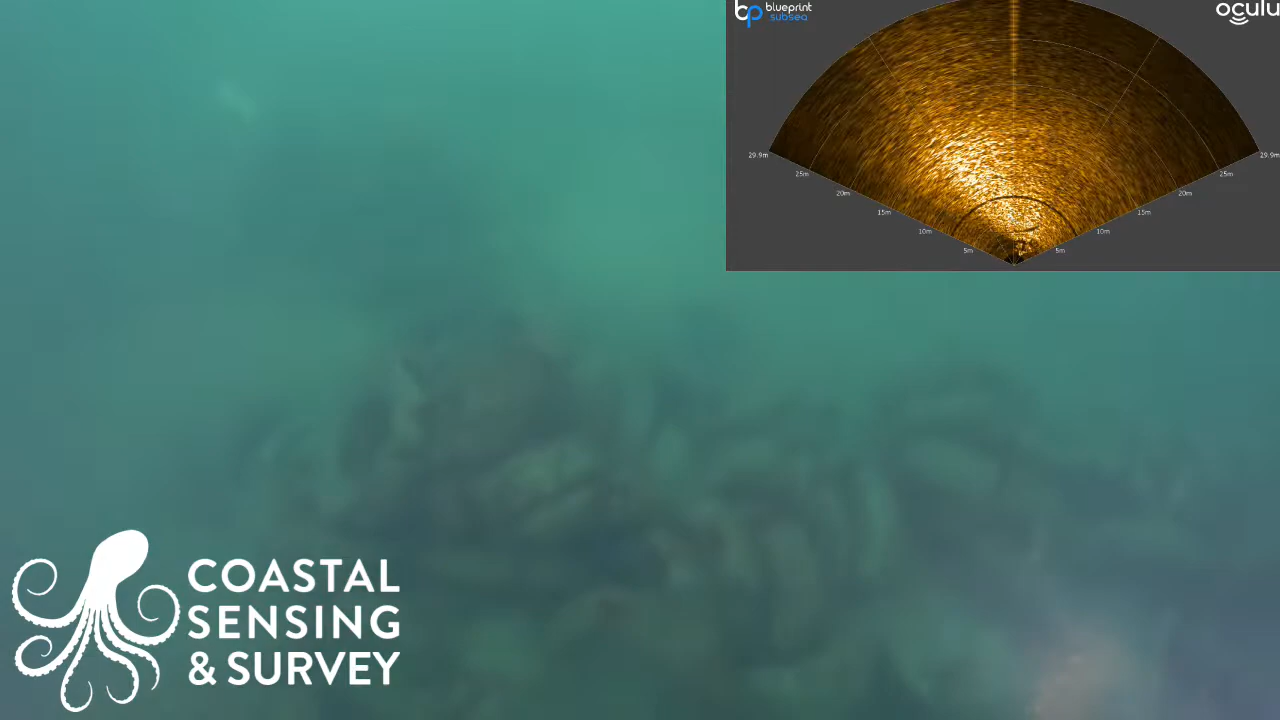 bp blueprint
subsea
oculu
29.9m
29.9m
25m
25m
20m
20m
15m
15m
10m
10m
5m
5m
COASTAL
SENSING
& SURVEY